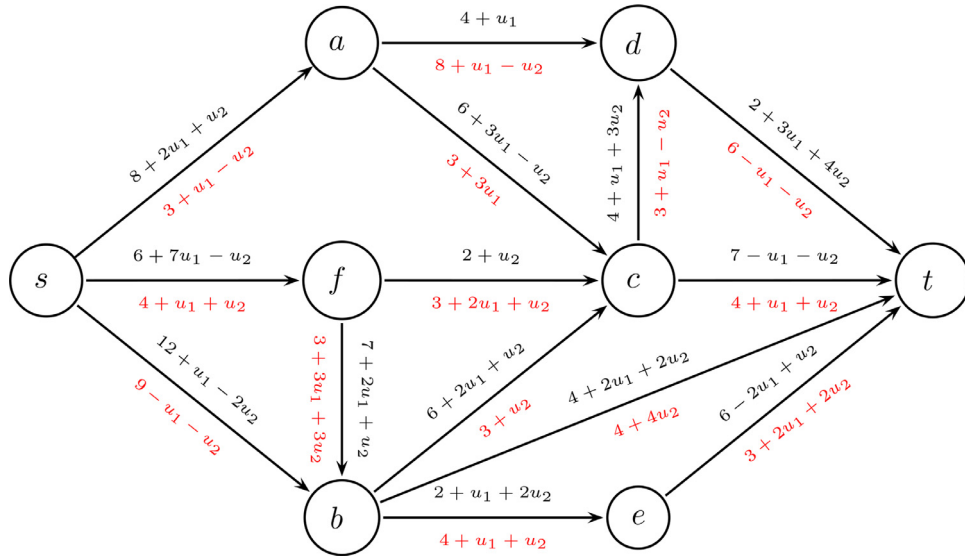 a
4 + u₁
8 + u₁ − u₂
d
8 + 2u₁ + u₂
3 + u₁ − u₂
6 + 3u₁ − u₂
3 + 3u₁
4 + u₁ + 3u₂
3 + u₁ − u₂
2 + 3u₁ + 4u₂
6 − u₁ − u₂
s
6 + 7u₁ − u₂
4 + u₁ + u₂
f
2 + u₂
3 + 2u₁ + u₂
c
7 − u₁ − u₂
4 + u₁ + u₂
t
12 + u₁ − 2u₂
9 − u₁ − u₂
3 + 3u₁ + 3u₂
7 + 2u₁ + u₂
6 + 2u₁ + u₂
3 + u₂
4 + 2u₁ + 2u₂
4 + 4u₂
6 − 2u₁ + u₂
3 + 2u₁ + 2u₂
b
2 + u₁ + 2u₂
4 + u₁ + u₂
e